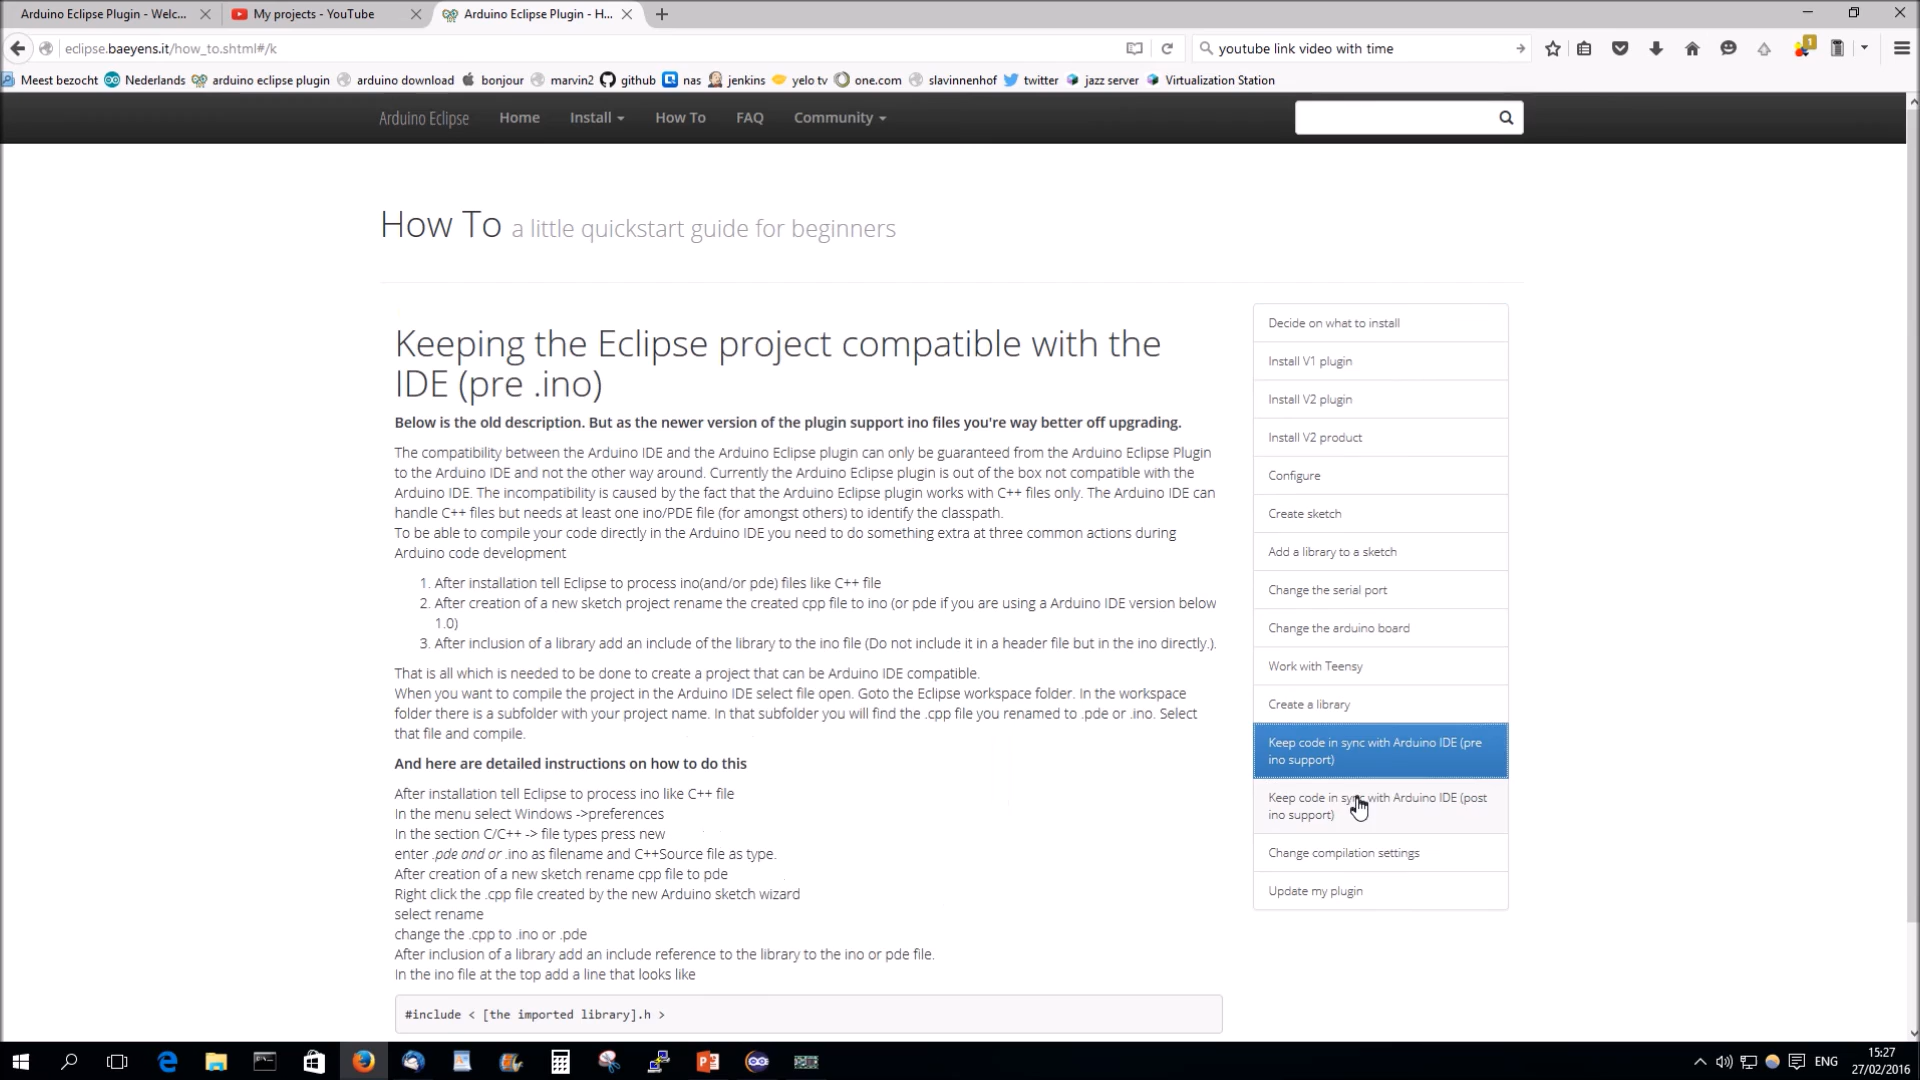 Arduino Eclipse Plugin - Welc...
My projects - YouTube
Arduino Eclipse Plugin - H...
eclipse.baeyens.it/how_to.shtml#/k
youtube link video with time
1
Meest bezocht
Nederlands
arduino eclipse plugin
arduino download
bonjour
marvin2
github
nas
jenkins
yelo tv
one.com
slavinnenhof
twitter
jazz server
Virtualization Station
Arduino Eclipse
Home
Install
How To
FAQ
Community
How To a little quickstart guide for beginners
Keeping the Eclipse project compatible with the
IDE (pre .ino)
Below is the old description. But as the newer version of the plugin support ino files you're way better off upgrading.
The compatibility between the Arduino IDE and the Arduino Eclipse plugin can only be guaranteed from the Arduino Eclipse Plugin
to the Arduino IDE and not the other way around. Currently the Arduino Eclipse plugin is out of the box not compatible with the
Arduino IDE. The incompatibility is caused by the fact that the Arduino Eclipse plugin works with C++ files only. The Arduino IDE can
handle C++ files but needs at least one ino/PDE file (for amongst others) to identify the classpath.
To be able to compile your code directly in the Arduino IDE you need to do something extra at three common actions during
Arduino code development
1. After installation tell Eclipse to process ino(and/or pde) files like C++ file
2. After creation of a new sketch project rename the created cpp file to ino (or pde if you are using a Arduino IDE version below
1.0)
3. After inclusion of a library add an include of the library to the ino file (Do not include it in a header file but in the ino directly.).
That is all which is needed to be done to create a project that can be Arduino IDE compatible.
When you want to compile the project in the Arduino IDE select file open. Goto the Eclipse workspace folder. In the workspace
folder there is a subfolder with your project name. In that subfolder you will find the .cpp file you renamed to .pde or .ino. Select
that file and compile.
And here are detailed instructions on how to do this
After installation tell Eclipse to process ino like C++ file
In the menu select Windows ->preferences
In the section C/C++ -> file types press new
enter .pde and or .ino as filename and C++Source file as type.
After creation of a new sketch rename cpp file to pde
Right click the .cpp file created by the new Arduino sketch wizard
select rename
change the .cpp to .ino or .pde
After inclusion of a library add an include reference to the library to the ino or pde file.
In the ino file at the top add a line that looks like
#include < [the imported library].h >
Decide on what to install
Install V1 plugin
Install V2 plugin
Install V2 product
Configure
Create sketch
Add a library to a sketch
Change the serial port
Change the arduino board
Work with Teensy
Create a library
Keep code in sync with Arduino IDE (pre
ino support)
Keep code in sync with Arduino IDE (post
ino support)
Change compilation settings
Update my plugin
ENG
15:27
27/02/2016